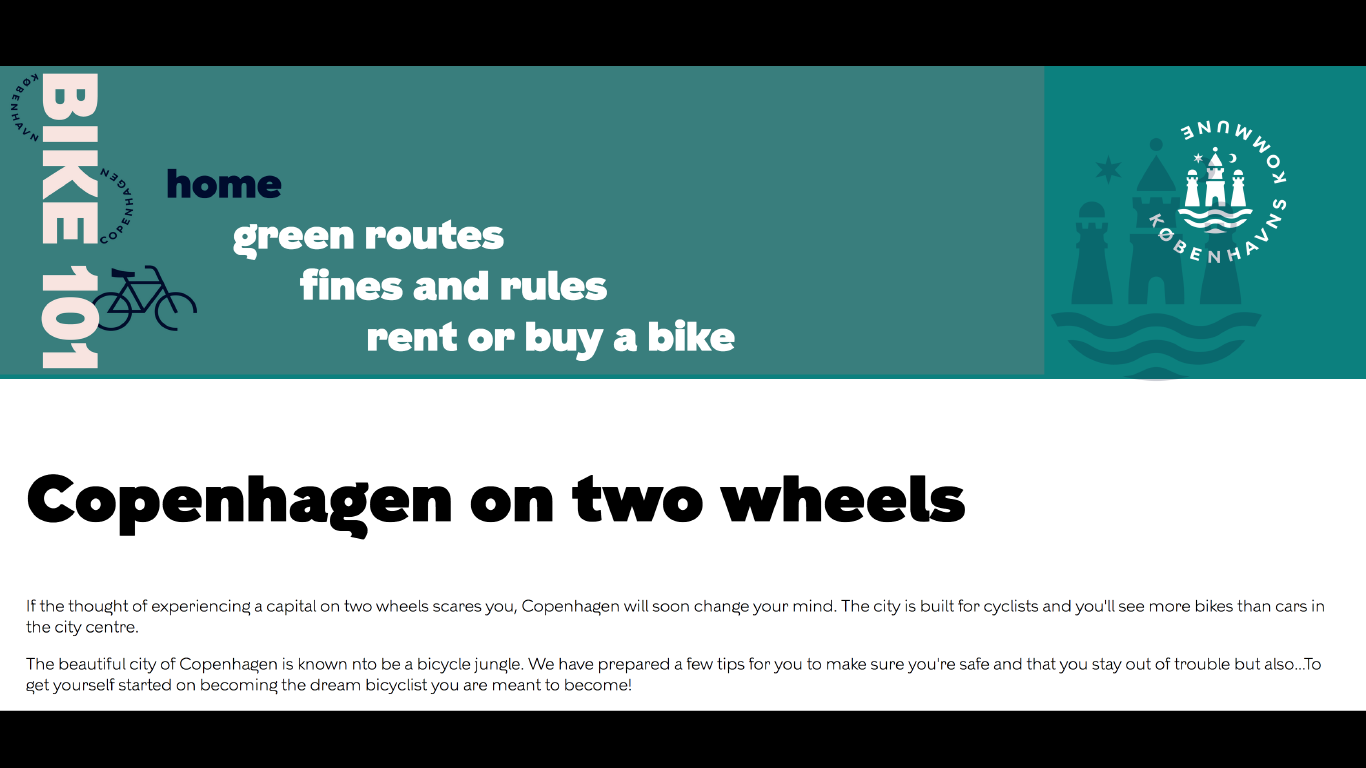 KØBENHAVN
BIKE 101
COPENHAGEN
home
green routes
fines and rules
rent or buy a bike
KØBENHAVNS KOMMUNE
Copenhagen on two wheels
If the thought of experiencing a capital on two wheels scares you, Copenhagen will soon change your mind. The city is built for cyclists and you'll see more bikes than cars in
the city centre.
The beautiful city of Copenhagen is known nto be a bicycle jungle. We have prepared a few tips for you to make sure you're safe and that you stay out of trouble but also...To
get yourself started on becoming the dream bicyclist you are meant to become!